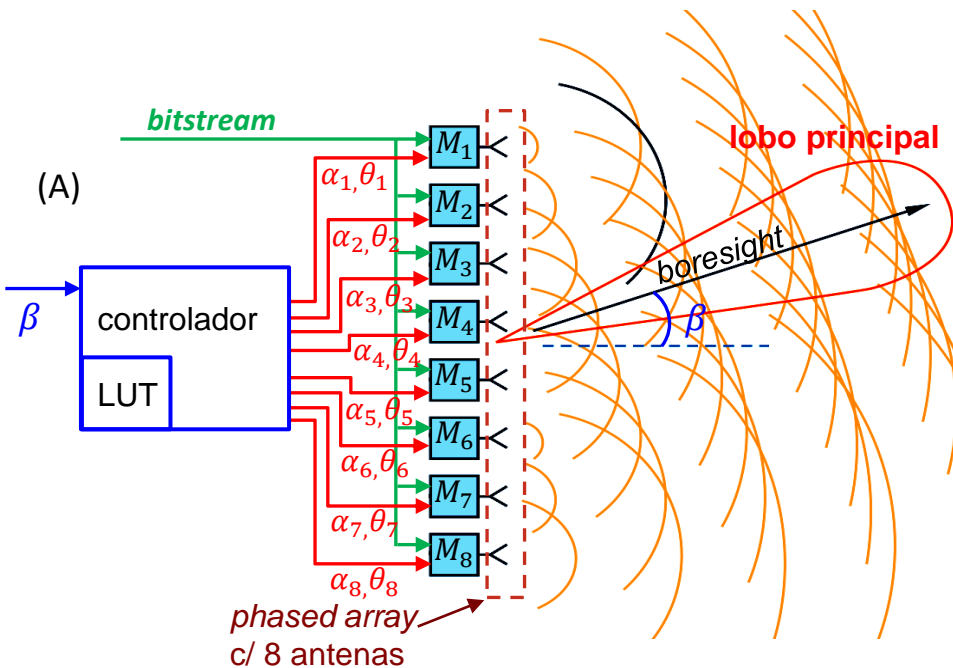 bitstream
(A)
β
controlador
LUT
α₁,θ₁
α₂,θ₂
α₃,θ₃
α₄,θ₄
α₅,θ₅
α₆,θ₆
α₇,θ₇
α₈,θ₈
M₁
M₂
M₃
M₄
M₅
M₆
M₇
M₈
lobo principal
boresight
β
phased array
c/ 8 antenas